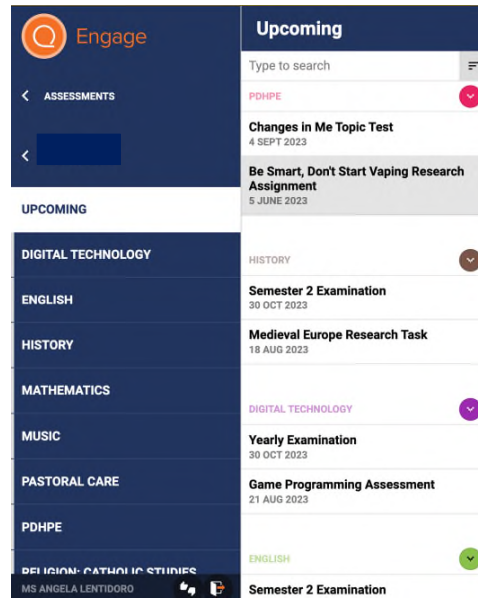 Engage
ASSESSMENTS
UPCOMING
DIGITAL TECHNOLOGY
ENGLISH
HISTORY
MATHEMATICS
MUSIC
PASTORAL CARE
PDHPE
RELIGION: CATHOLIC STUDIES
MS ANGELA LENTIDORO
Upcoming
Type to search
PDHPE
Changes in Me Topic Test
4 SEPT 2023
Be Smart, Don't Start Vaping Research
Assignment
5 JUNE 2023
HISTORY
Semester 2 Examination
30 OCT 2023
Medieval Europe Research Task
18 AUG 2023
DIGITAL TECHNOLOGY
Yearly Examination
30 OCT 2023
Game Programming Assessment
21 AUG 2023
ENGLISH
Semester 2 Examination